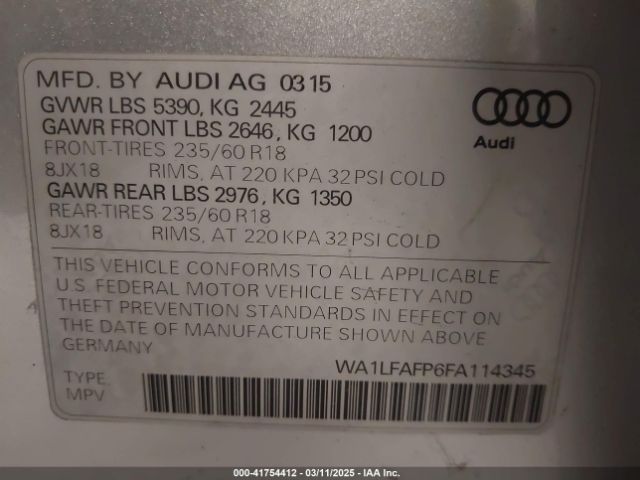 MFD. BY AUDI AG 03 15
GVWR LBS 5390, KG 2445
GAWR FRONT LBS 2646, KG 1200
FRONT-TIRES 235/60 R18
8JX18 RIMS, AT 220 KPA 32 PSI COLD
GAWR REAR LBS 2976, KG 1350
REAR-TIRES 235/60 R18
8JX18 RIMS, AT 220 KPA 32 PSI COLD
Audi
THIS VEHICLE CONFORMS TO ALL APPLICABLE
U.S. FEDERAL MOTOR VEHICLE SAFETY AND
THEFT PREVENTION STANDARDS IN EFFECT ON
THE DATE OF MANUFACTURE SHOWN ABOVE
GERMANY
WA1LFAFP6FA114345
TYPE:
MPV
000-41754412 - 03/11/2025 - IAA Inc.